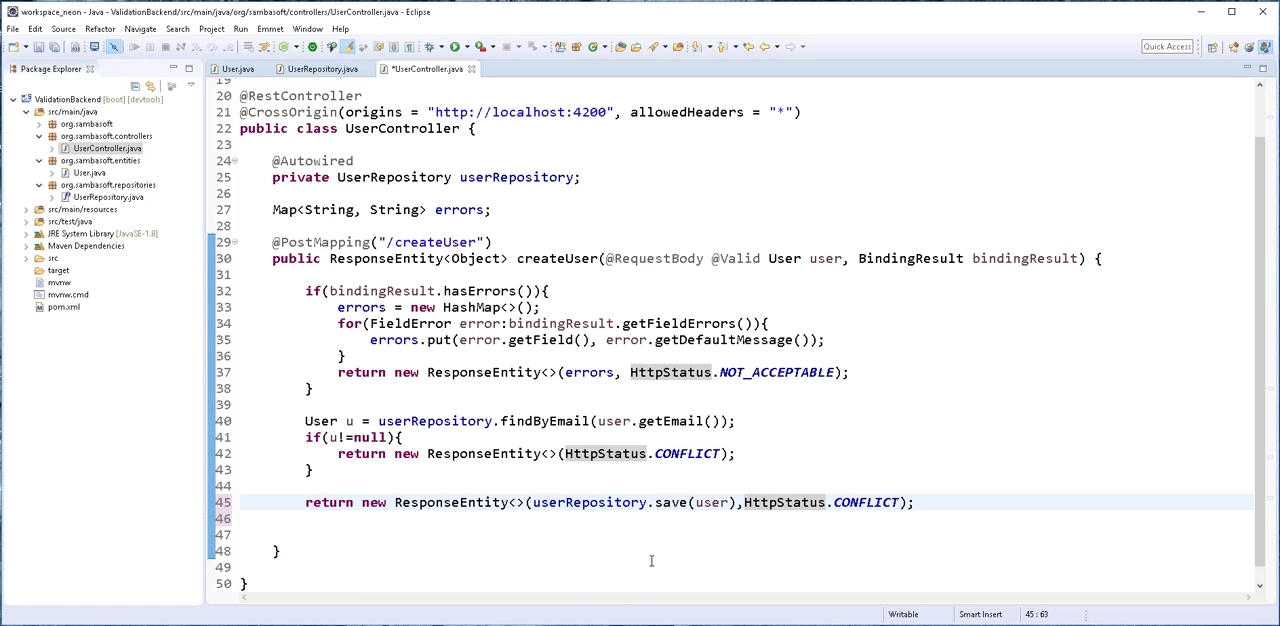 workspace_neon - Java - ValidationBackend/src/main/java/org/sambasoft/controllers/UserController.java - Eclipse
File Edit Source Refactor Navigate Search Project Run Emmet Window Help
Quick Access
Package Explorer
ValidationBackend [boot] [devtools]
src/main/java
org.sambasoft
org.sambasoft.controllers
UserController.java
org.sambasoft.entities
User.java
org.sambasoft.repositories
UserRepository.java
src/main/resources
src/test/java
JRE System Library [JavaSE-1.8]
Maven Dependencies
src
target
mvnw
mvnw.cmd
pom.xml
User.java UserRepository.java *UserController.java
19
20 @RestController
21 @CrossOrigin(origins = "http://localhost:4200", allowedHeaders = "*")
22 public class UserController {
23
24 @Autowired
25 private UserRepository userRepository;
26
27 Map<String, String> errors;
28
29 @PostMapping("/createUser")
30 public ResponseEntity<Object> createUser(@RequestBody @Valid User user, BindingResult bindingResult) {
31
32 if(bindingResult.hasErrors()){
33 errors = new HashMap<>();
34 for(FieldError error:bindingResult.getFieldErrors()){
35 errors.put(error.getField(), error.getDefaultMessage());
36 }
37 return new ResponseEntity<>(errors, HttpStatus.NOT_ACCEPTABLE);
38 }
39
40 User u = userRepository.findByEmail(user.getEmail());
41 if(u!=null){
42 return new ResponseEntity<>(HttpStatus.CONFLICT);
43 }
44
45 return new ResponseEntity<>(userRepository.save(user),HttpStatus.CONFLICT);
46
47
48 }
49
50 }
Writable Smart Insert 45 : 63